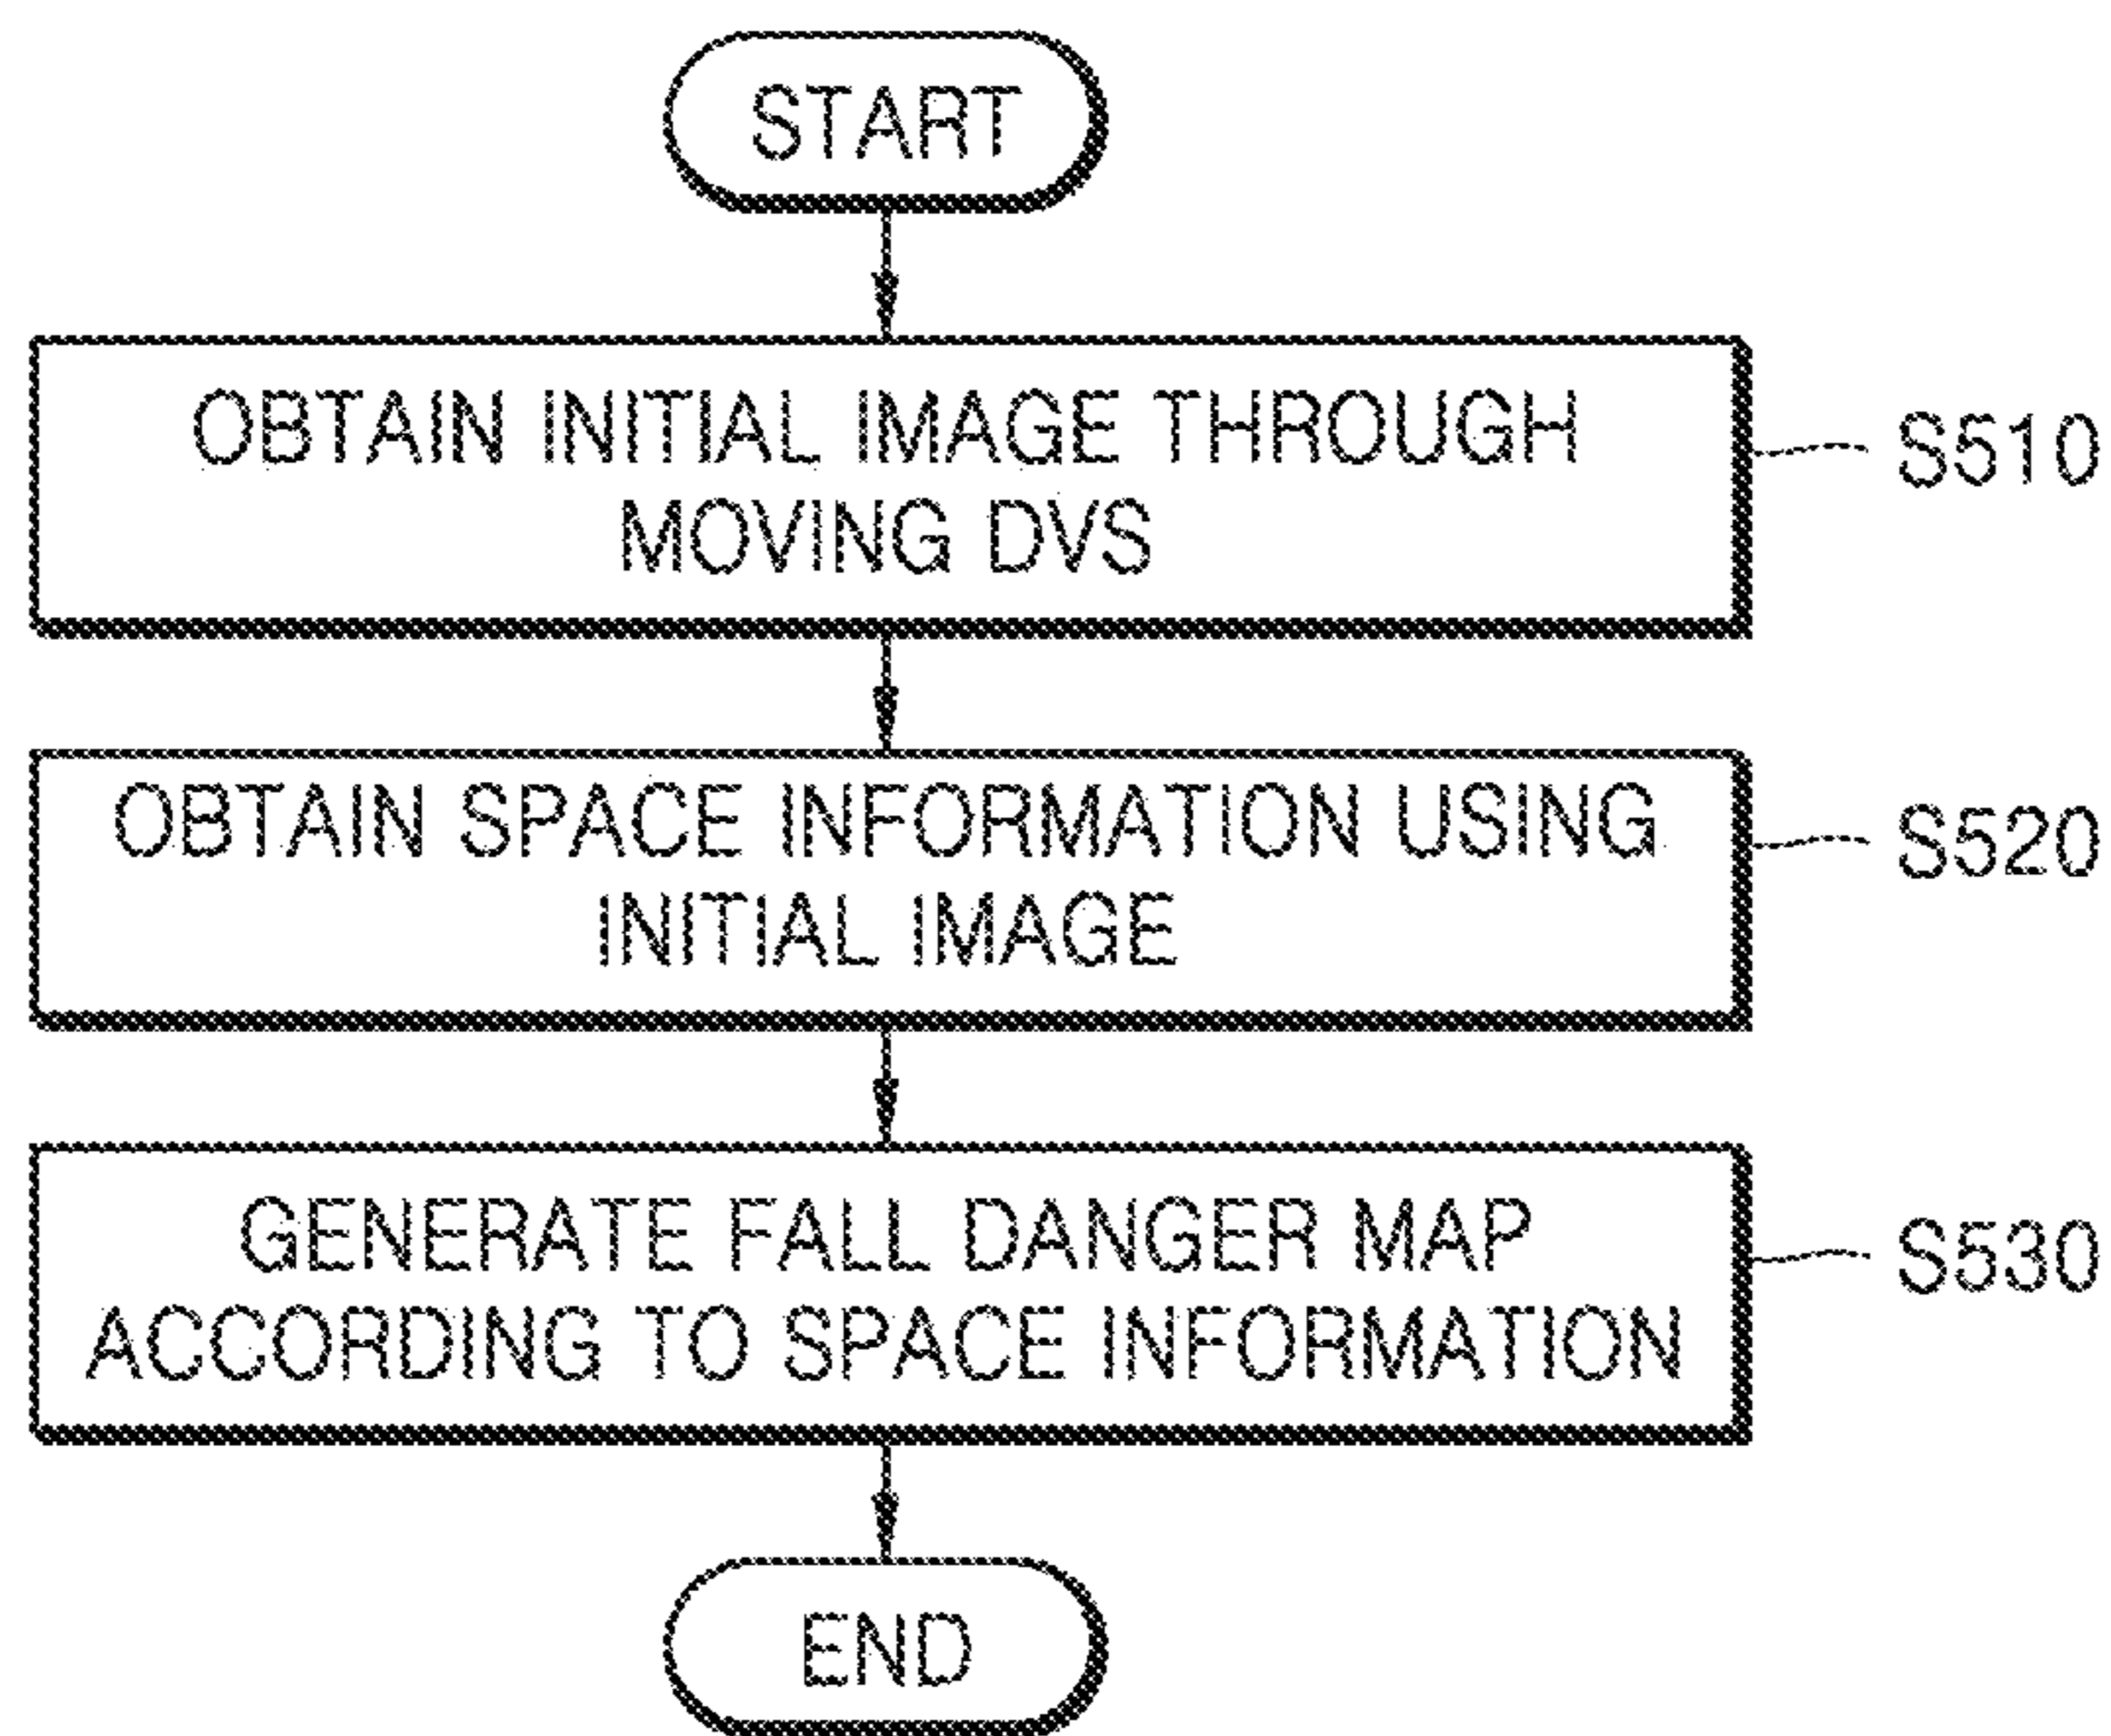 START
OBTAIN INITIAL IMAGE THROUGH
MOVING DVS
S510
OBTAIN SPACE INFORMATION USING
INITIAL IMAGE
S520
GENERATE FALL DANGER MAP
ACCORDING TO SPACE INFORMATION
S530
END